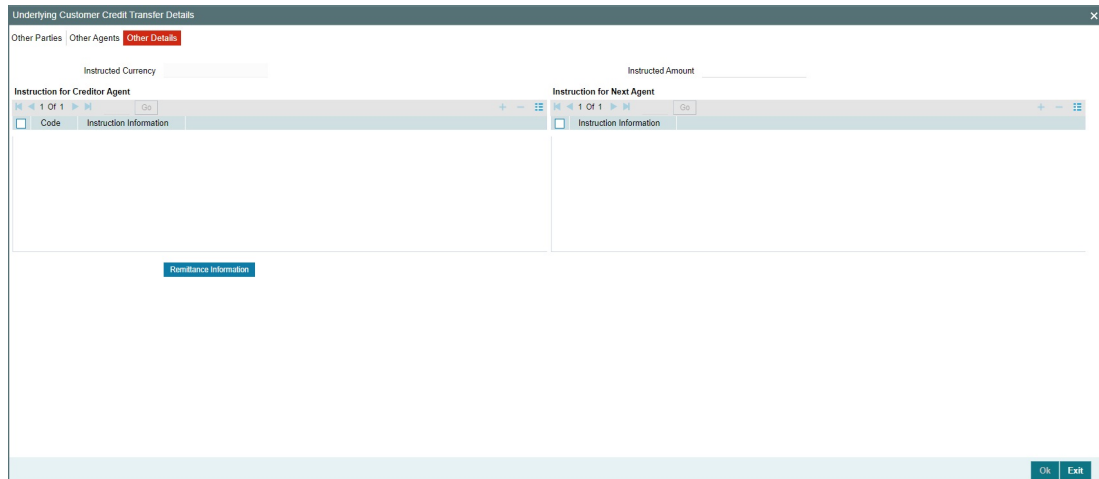 Underlying Customer Credit Transfer Details
Other Parties Other Agents Other Details
Instructed Currency Instructed Amount
Instruction for Creditor Agent Instruction for Next Agent
1 Of 1 Go 1 Of 1 Go
Code Instruction Information Instruction Information
Remittance Information
Ok Exit